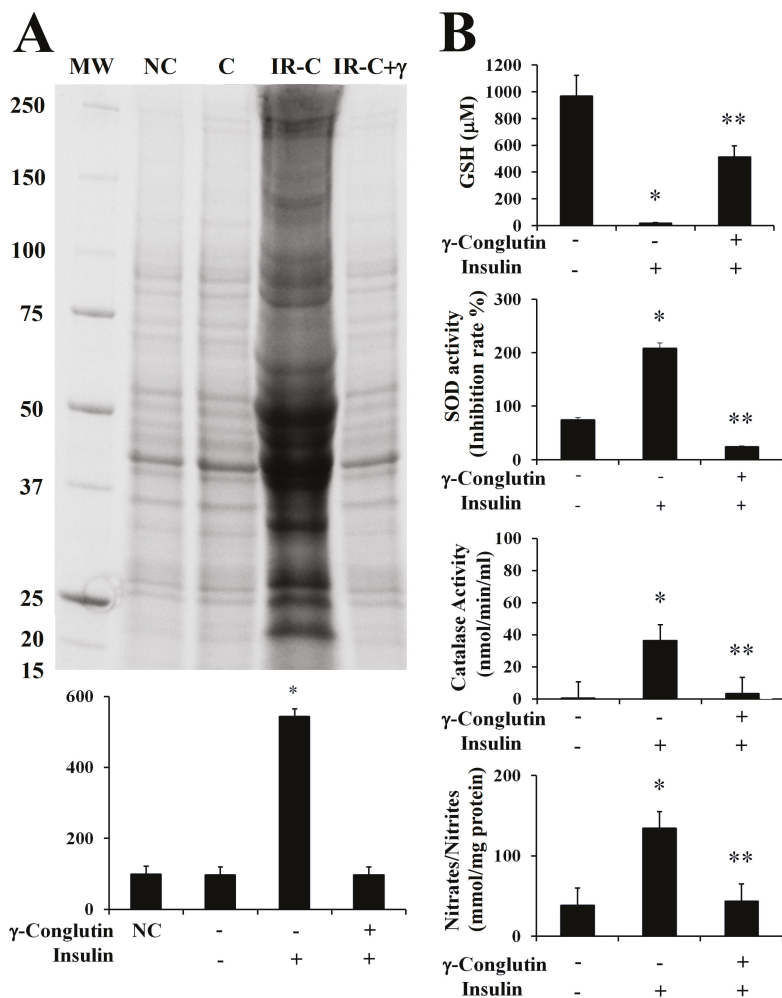 A
MW NC C IR-C IR-C+γ
250
150
100
75
50
37
25
20
15
600
400
200
0
*
γ-Conglutin NC - - +
Insulin - + +
B
GSH (μM)
1200
1000
800
600
400
200
0
*
**
γ-Conglutin - - +
Insulin - + +
SOD activity
(Inhibition rate %)
300
200
100
0
*
**
γ-Conglutin - - +
Insulin - + +
Catalase Activity
(nmol/min/ml)
100
80
60
40
20
0
*
**
γ-Conglutin - - +
Insulin - + +
Nitrates/Nitrites
(mmol/mg protein)
200
100
0
*
**
γ-Conglutin - - +
Insulin - + +